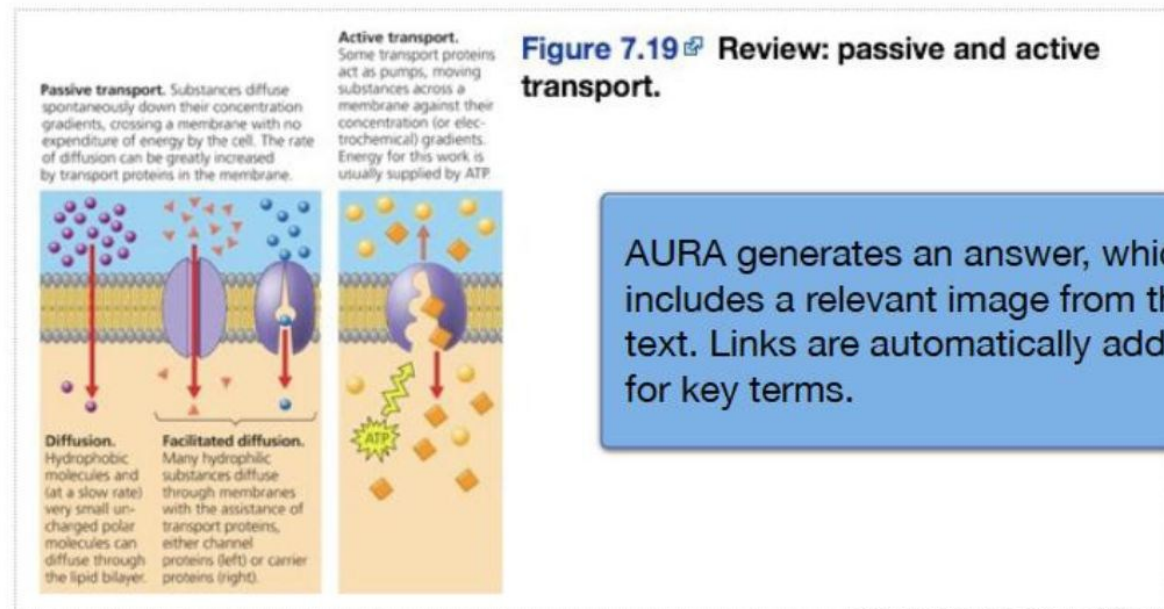 Passive transport. Substances diffuse
spontaneously down their concentration
gradients, crossing a membrane with no
expenditure of energy by the cell. The rate
of diffusion can be greatly increased
by transport proteins in the membrane.
Active transport.
Some transport proteins
act as pumps, moving
substances across a
membrane against their
concentration (or elec-
trochemical) gradients.
Energy for this work is
usually supplied by ATP.
Figure 7.19 Review: passive and active
transport.
AURA generates an answer, whic
includes a relevant image from th
text. Links are automatically add
for key terms.
ATP
Diffusion.
Hydrophobic
molecules and
(at a slow rate)
very small un-
charged polar
molecules can
diffuse through
the lipid bilayer.
Facilitated diffusion.
Many hydrophilic
substances diffuse
through membranes
with the assistance of
transport proteins,
either channel
proteins (left) or carrier
proteins (right).